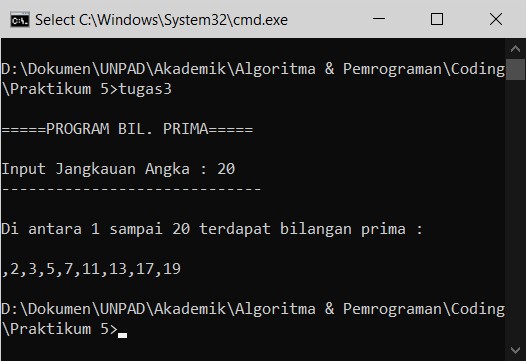 Select C:\Windows\System32\cmd.exe
D:\Dokumen\UNPAD\Akademik\Algoritma & Pemrograman\Coding
\Praktikum 5>tugas3
=====PROGRAM BIL. PRIMA=====
Input Jangkauan Angka : 20
-----------------------------
Di antara 1 sampai 20 terdapat bilangan prima :
,2,3,5,7,11,13,17,19
D:\Dokumen\UNPAD\Akademik\Algoritma & Pemrograman\Coding
\Praktikum 5>